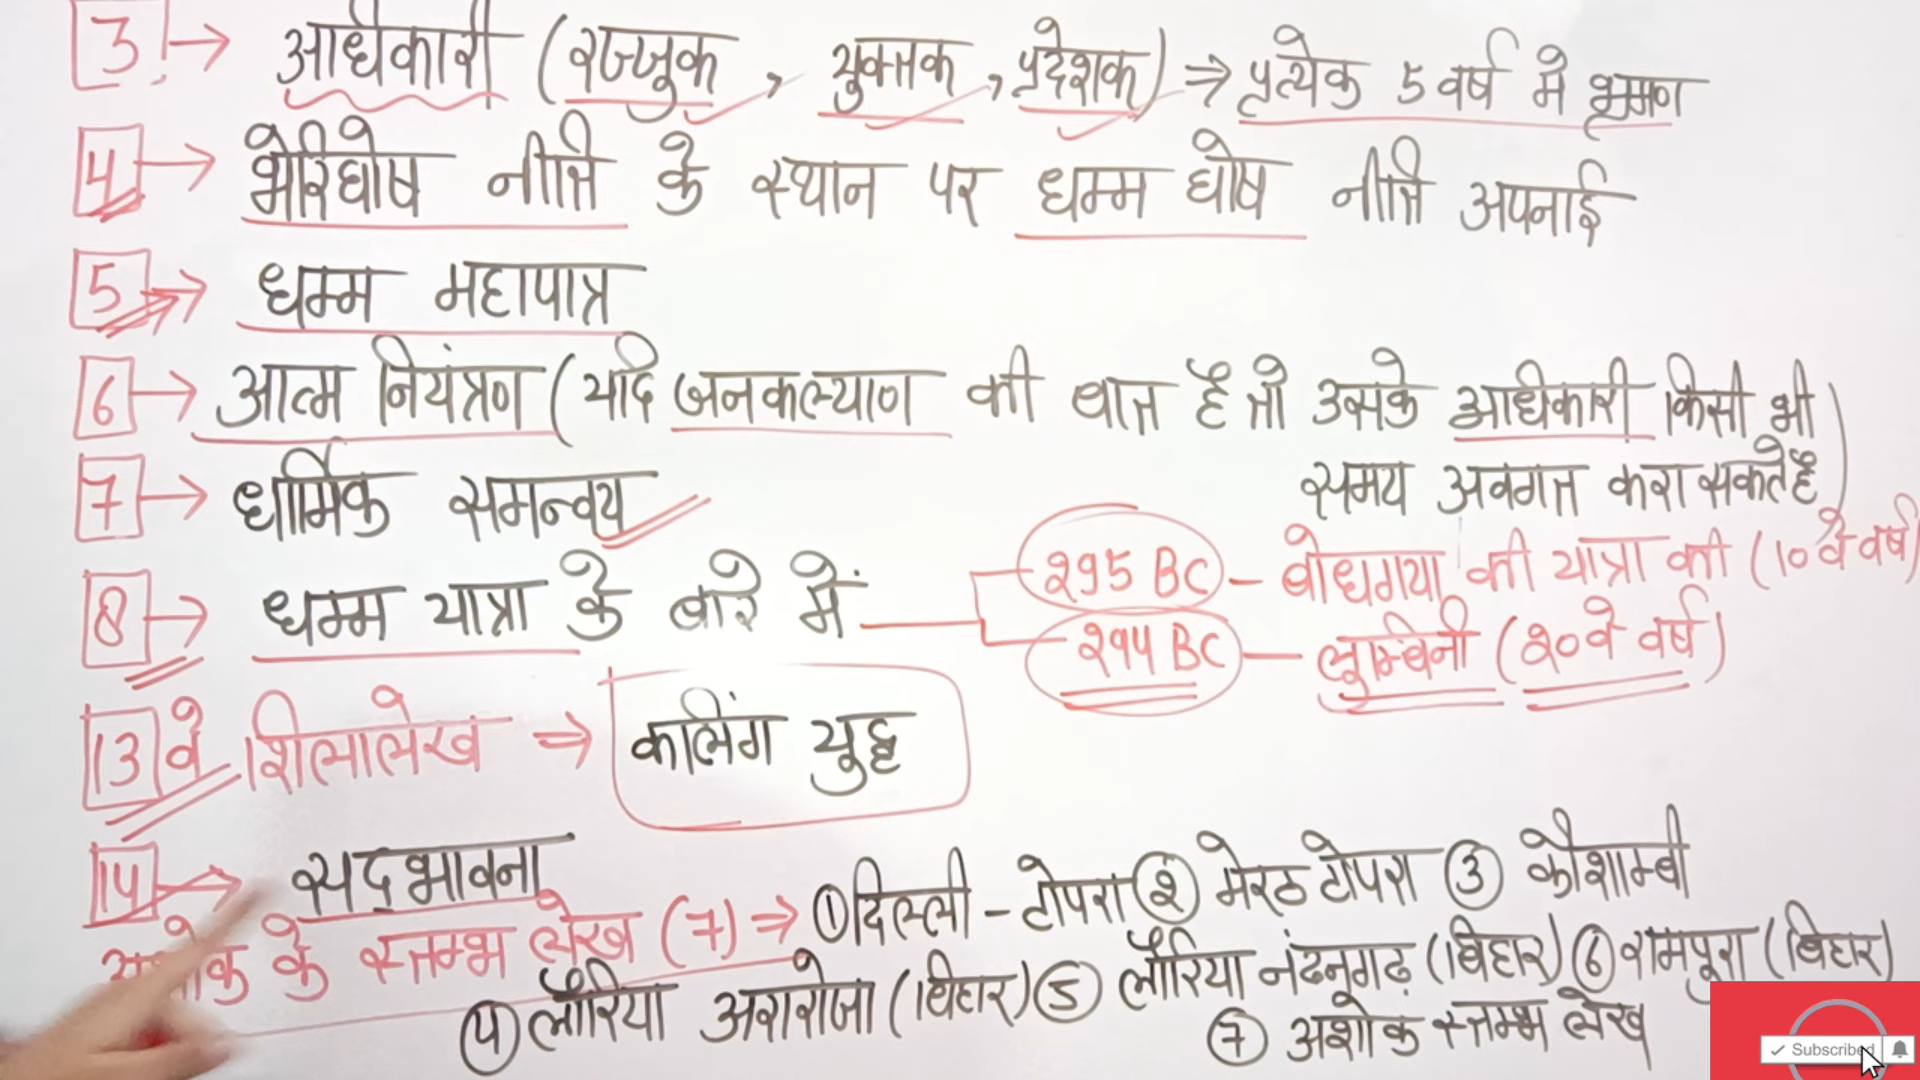 3 → अधिकारी (रज्जुक, युक्तक, प्रदेशक) ⇒ प्रत्येक 5 वर्ष मे भ्रमण
4 → भेरिघोष नीति के स्थान पर धम्म घोष नीति अपनाई
5 → धम्म महापात्र
6 → आत्म नियंत्रण (यदि जनकल्याण की बात है तो उसके अधिकारी किसी भी
समय अवगत करा सकते है)
7 → धार्मिक समन्वय
8 → धम्म यात्रा के बारे में
295 BC – बोधगया की यात्रा की (10 वे वर्ष)
294 BC – लुम्बिनी (20वे वर्ष)
13 वे शिलालेख ⇒ कलिंग युद्ध
14 → सद्भावना
के स्तम्भ लेख (7) ⇒ ① दिल्ली – टोपरा ② मेरठ टोपरा ③ कौशाम्बी
④ लौरिया अराराजा (बिहार) ⑤ लौरिया नंदनगढ़ (बिहार) ⑥ रामपुरा (बिहार)
⑦ अशोक स्तम्भ लेख
Subscribed